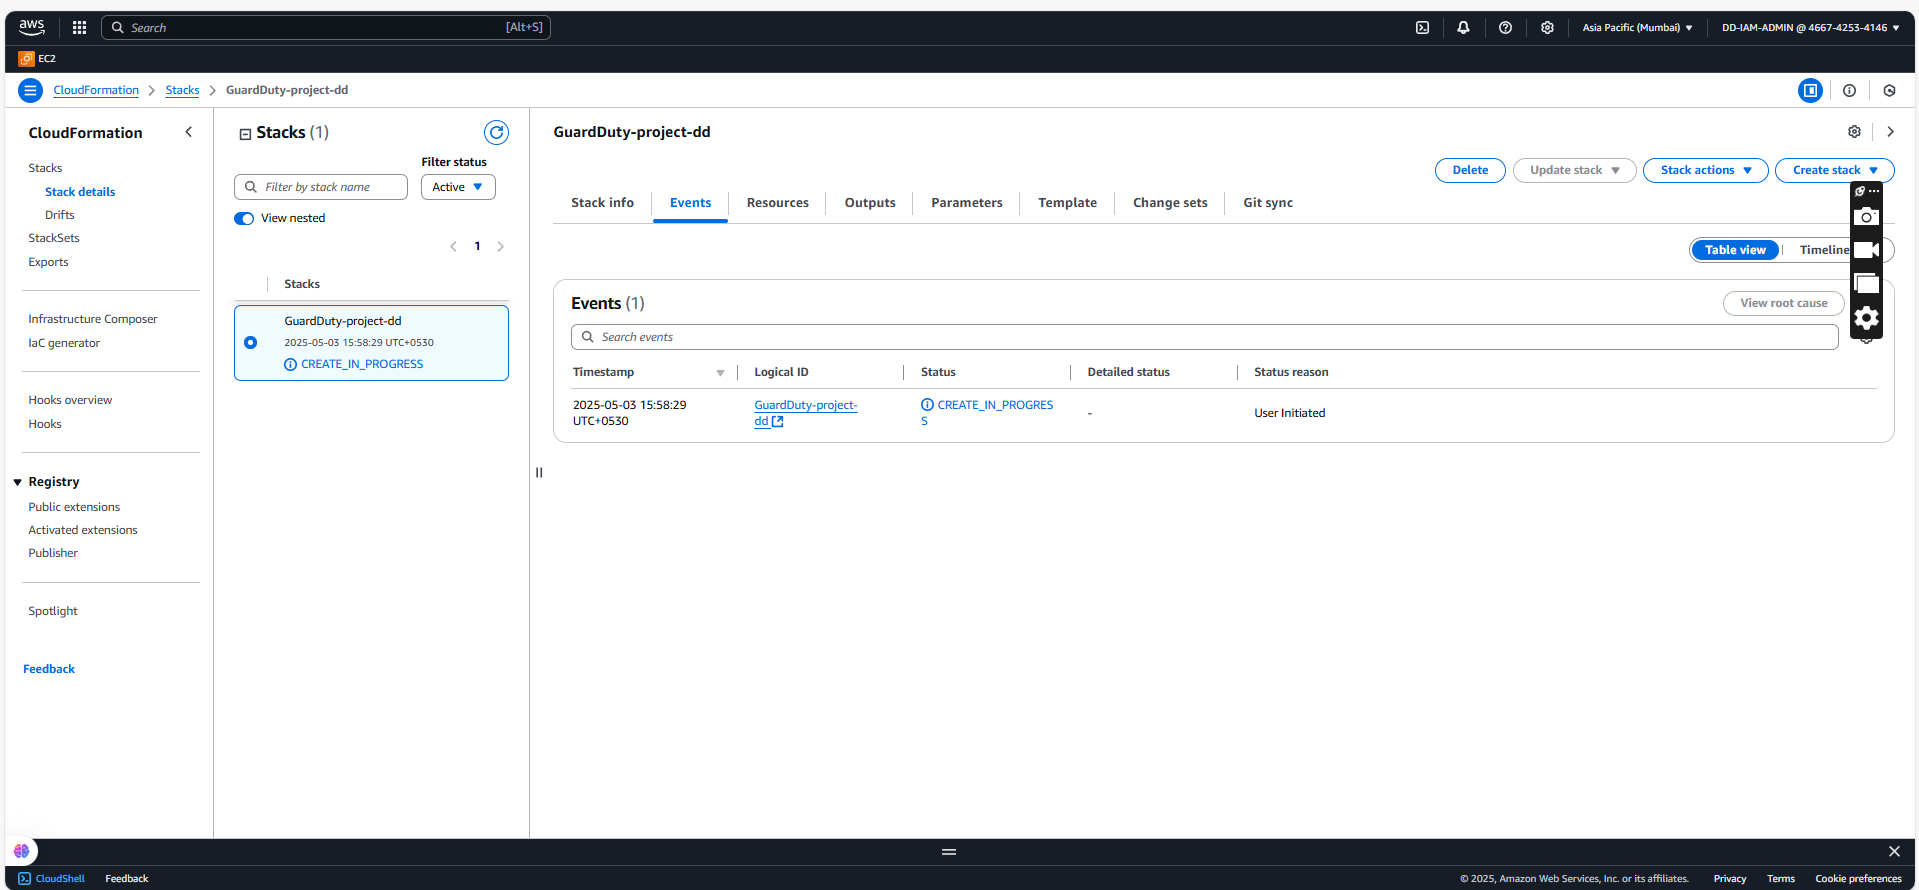 aws
Search
[Alt+S]
Asia Pacific (Mumbai)
DD-IAM-ADMIN @ 4667-4253-4146
EC2
CloudFormation
Stacks
GuardDuty-project-dd
CloudFormation
Stacks
Stack details
Drifts
StackSets
Exports
Infrastructure Composer
IaC generator
Hooks overview
Hooks
Registry
Public extensions
Activated extensions
Publisher
Spotlight
Feedback
Stacks (1)
Filter status
Filter by stack name
Active
View nested
1
Stacks
GuardDuty-project-dd
2025-05-03 15:58:29 UTC+0530
CREATE_IN_PROGRESS
GuardDuty-project-dd
Delete
Update stack
Stack actions
Create stack
Stack info
Events
Resources
Outputs
Parameters
Template
Change sets
Git sync
Table view
Timeline
Events (1)
View root cause
Search events
Timestamp
Logical ID
Status
Detailed status
Status reason
2025-05-03 15:58:29
UTC+0530
GuardDuty-project-
dd
CREATE_IN_PROGRES
S
-
User Initiated
CloudShell
Feedback
© 2025, Amazon Web Services, Inc. or its affiliates.
Privacy
Terms
Cookie preferences